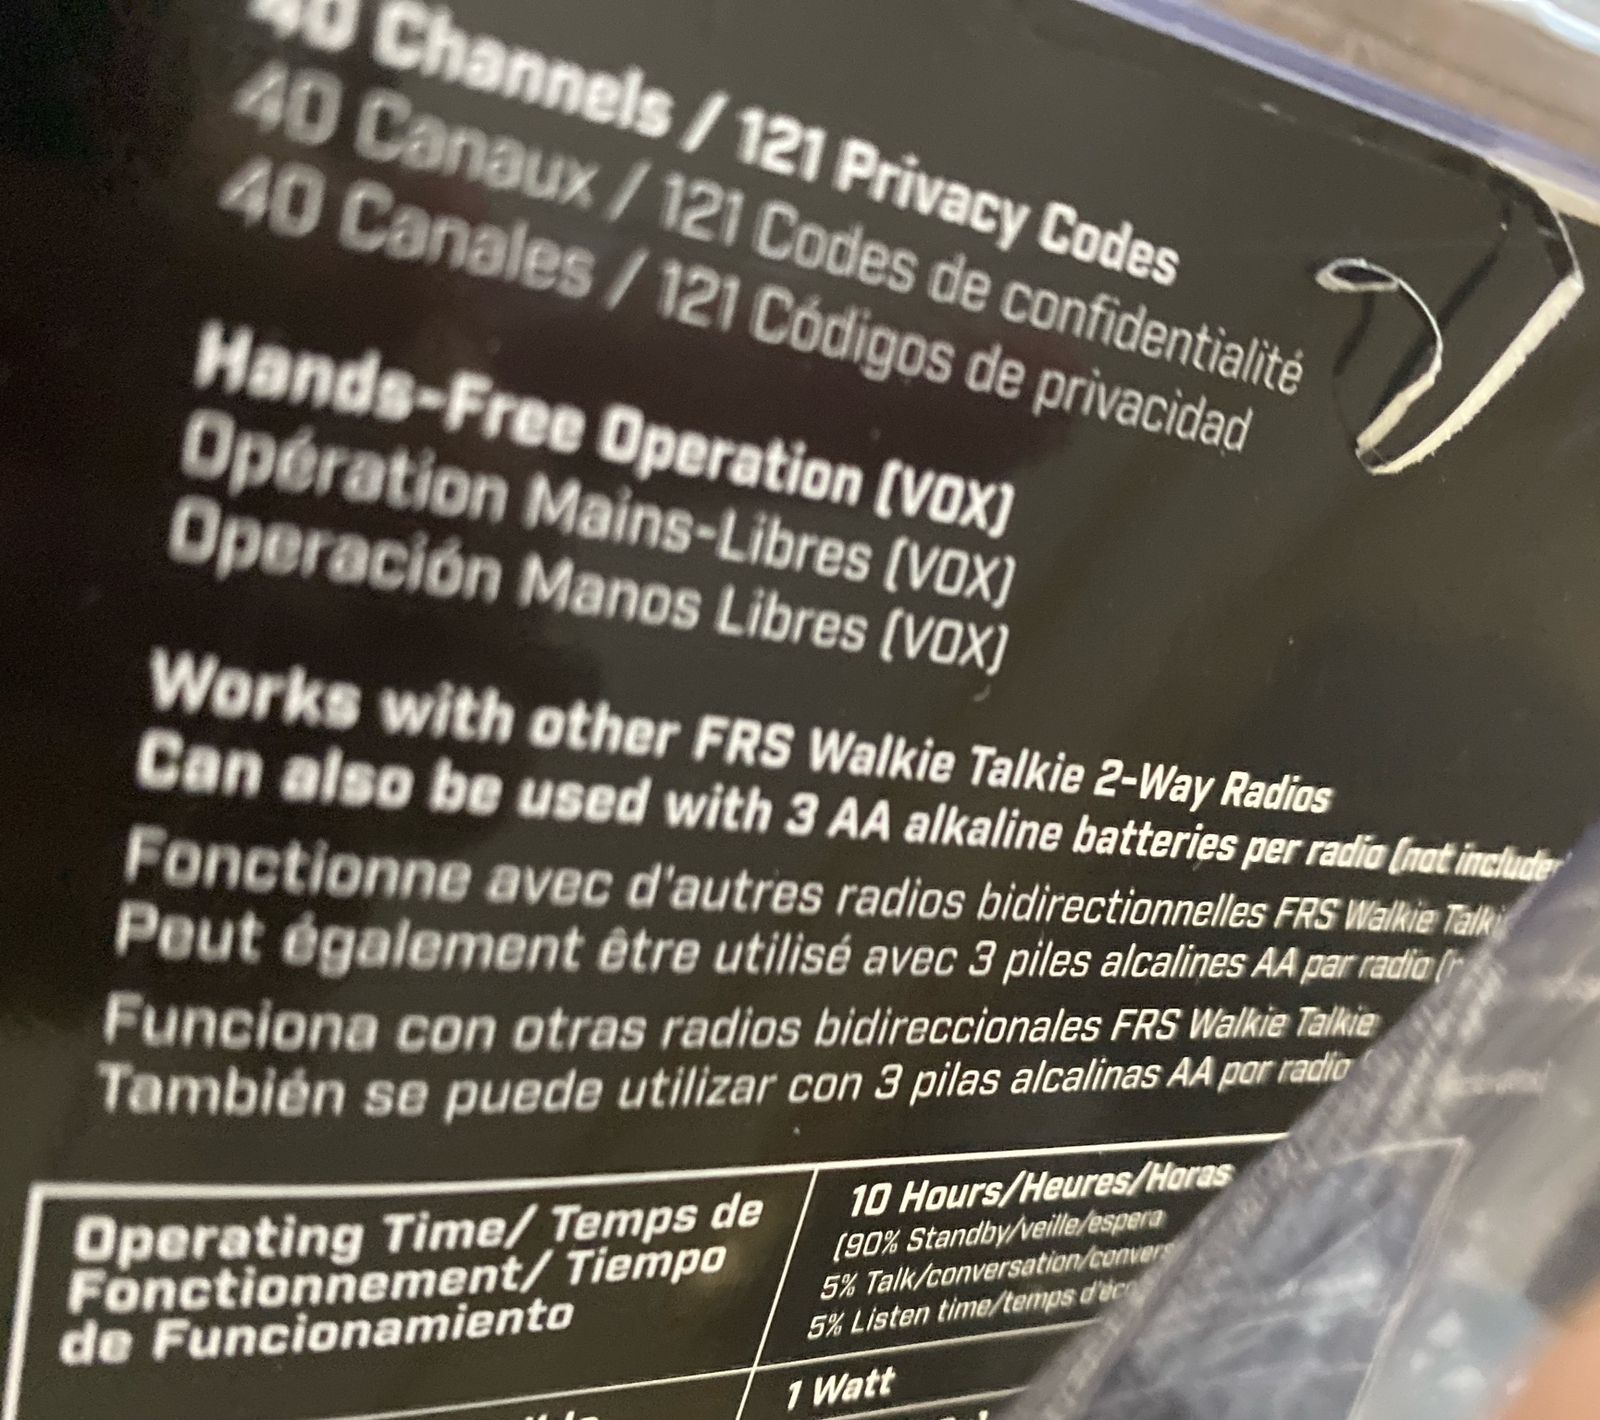 40 Channels / 121 Privacy Codes
40 Canaux / 121 Codes de confidentialité
40 Canales / 121 Códigos de privacidad
Hands-Free Operation (VOX)
Opération Mains-Libres (VOX)
Operación Manos Libres (VOX)
Works with other FRS Walkie Talkie 2-Way Radios
Can also be used with 3 AA alkaline batteries per radio (not include
Fonctionne avec d'autres radios bidirectionnelles FRS Walkie Talki
Peut également être utilisé avec 3 piles alcalines AA par radio (
Funciona con otras radios bidireccionales FRS Walkie Talkie
También se puede utilizar con 3 pilas alcalinas AA por radio
Operating Time/ Temps de
Fonctionnement/ Tiempo
de Funcionamiento
10 Hours/Heures/Horas
(90% Standby/veille/espera
5% Talk/conversation/convers
5% Listen time/temps d'éc
1 Watt